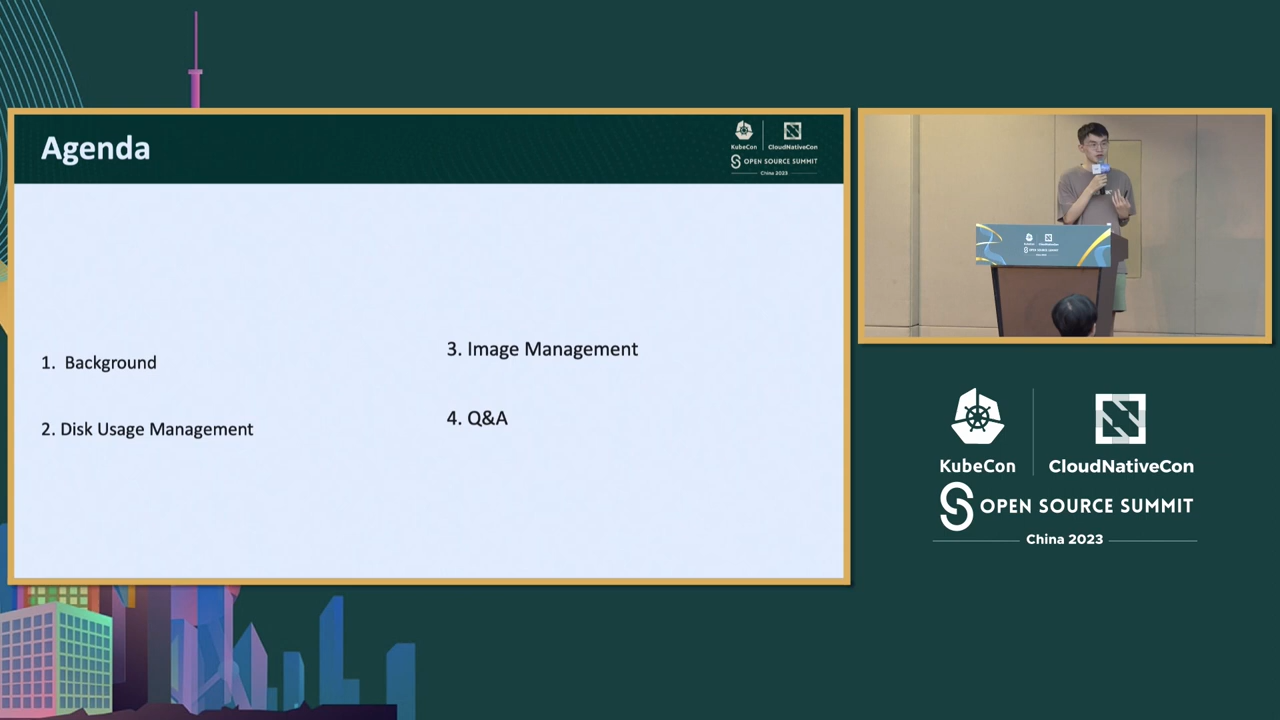 Agenda
KubeCon
CloudNativeCon
OPEN SOURCE SUMMIT
China 2023
1. Background
2. Disk Usage Management
3. Image Management
4. Q&A
KubeCon
CloudNativeCon
OPEN SOURCE SUMMIT
China 2023